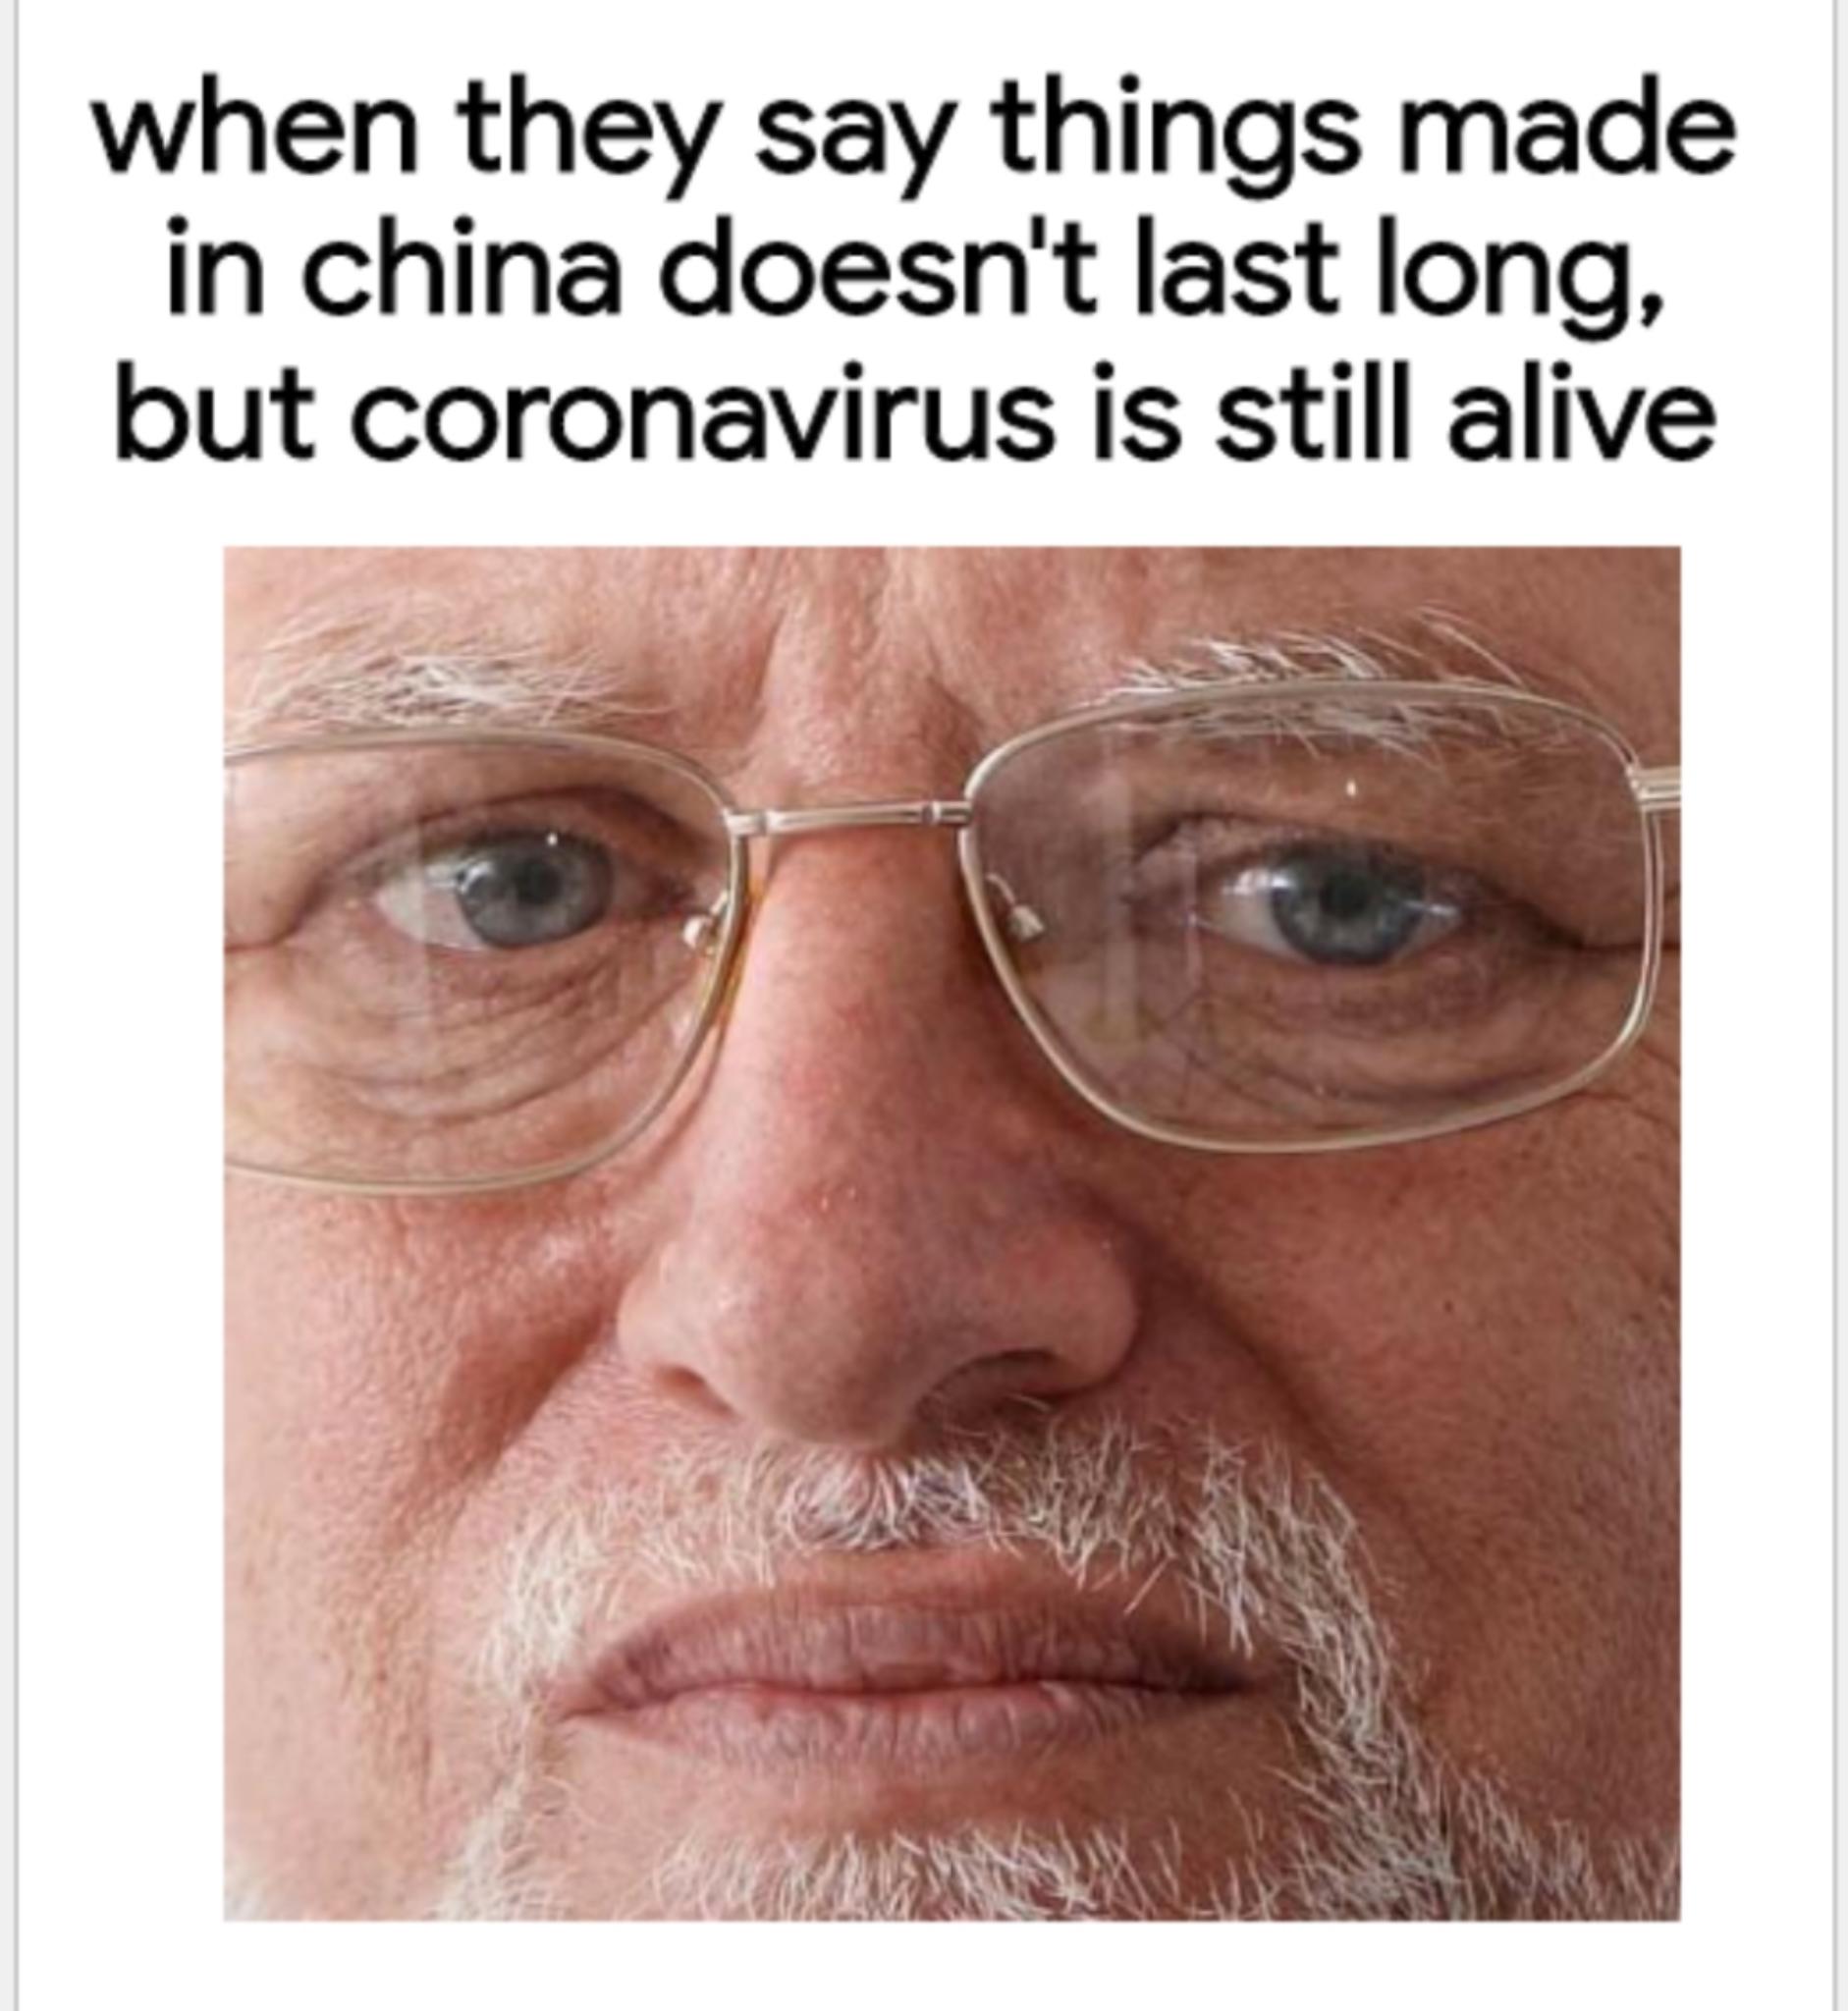 when they say things made
in china doesn't last long,
but coronavirus is still alive